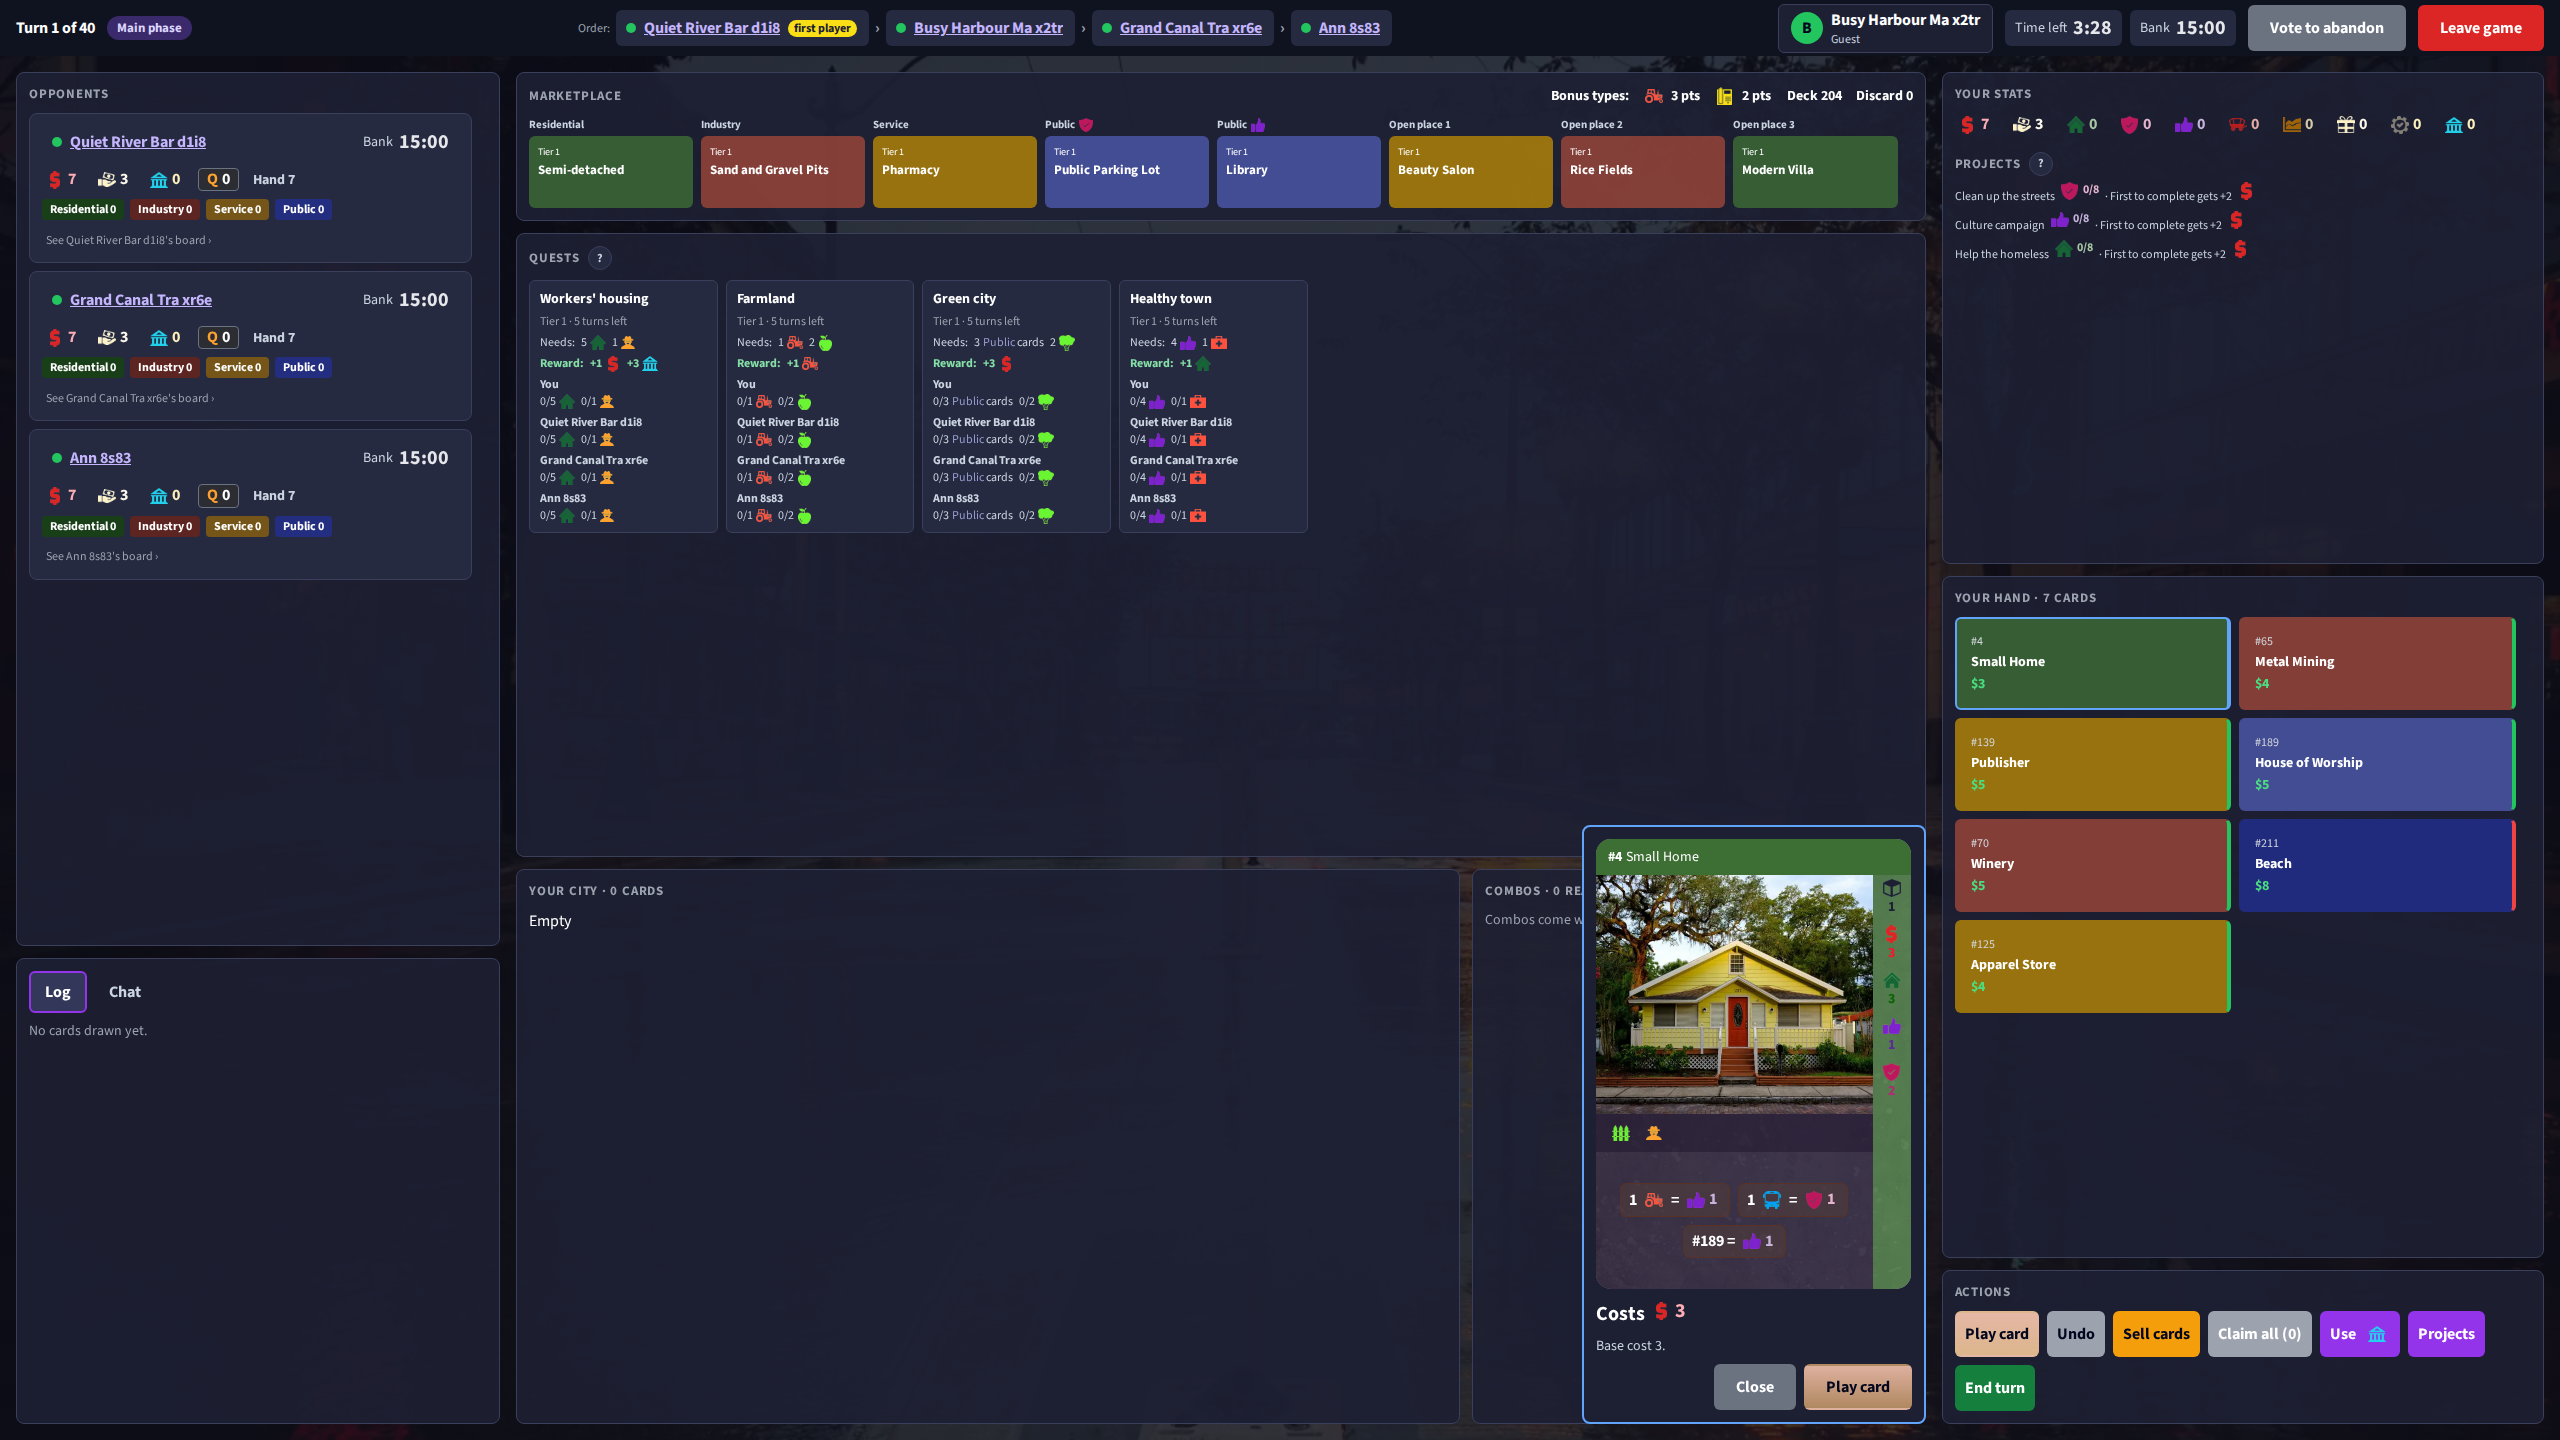 Turn 1 of 40
Main phase
Order:
Quiet River Bar d1i8
first player
›
Busy Harbour Ma x2tr
›
Grand Canal Tra xr6e
›
Ann 8s83
B
Busy Harbour Ma x2tr
Guest
Time left 3:28
Bank 15:00
Vote to abandon
Leave game
OPPONENTS
Quiet River Bar d1i8
Bank 15:00
7 3 0 Q 0 Hand 7
Residential 0 Industry 0 Service 0 Public 0
See Quiet River Bar d1i8's board ›
Grand Canal Tra xr6e
Bank 15:00
7 3 0 Q 0 Hand 7
Residential 0 Industry 0 Service 0 Public 0
See Grand Canal Tra xr6e's board ›
Ann 8s83
Bank 15:00
7 3 0 Q 0 Hand 7
Residential 0 Industry 0 Service 0 Public 0
See Ann 8s83's board ›
Log
Chat
No cards drawn yet.
MARKETPLACE
Bonus types: 3 pts 2 pts Deck 204 Discard 0
Residential
Tier 1
Semi-detached
Industry
Tier 1
Sand and Gravel Pits
Service
Tier 1
Pharmacy
Public
Tier 1
Public Parking Lot
Public
Tier 1
Library
Open place 1
Tier 1
Beauty Salon
Open place 2
Tier 1
Rice Fields
Open place 3
Tier 1
Modern Villa
QUESTS ?
Workers' housing
Tier 1 · 5 turns left
Needs: 5 1
Reward: +1 $ +3
You
0/5 0/1
Quiet River Bar d1i8
0/5 0/1
Grand Canal Tra xr6e
0/5 0/1
Ann 8s83
0/5 0/1
Farmland
Tier 1 · 5 turns left
Needs: 1 2
Reward: +1
You
0/1 0/2
Quiet River Bar d1i8
0/1 0/2
Grand Canal Tra xr6e
0/1 0/2
Ann 8s83
0/1 0/2
Green city
Tier 1 · 5 turns left
Needs: 3 Public cards 2
Reward: +3 $
You
0/3 Public cards 0/2
Quiet River Bar d1i8
0/3 Public cards 0/2
Grand Canal Tra xr6e
0/3 Public cards 0/2
Ann 8s83
0/3 Public cards 0/2
Healthy town
Tier 1 · 5 turns left
Needs: 4 1
Reward: +1
You
0/4 0/1
Quiet River Bar d1i8
0/4 0/1
Grand Canal Tra xr6e
0/4 0/1
Ann 8s83
0/4 0/1
YOUR CITY · 0 CARDS
Empty
COMBOS · 0 RE
Combos come w
#4 Small Home
1
3
3
1
2
1 = 1
1 = 1
#189 = 1
Costs $ 3
Base cost 3.
Close
Play card
YOUR STATS
$ 7 3 0 0 0 0 0 0 0 0
PROJECTS ?
Clean up the streets 0/8 · First to complete gets +2 $
Culture campaign 0/8 · First to complete gets +2 $
Help the homeless 0/8 · First to complete gets +2 $
YOUR HAND · 7 CARDS
#4
Small Home
$3
#65
Metal Mining
$4
#139
Publisher
$5
#189
House of Worship
$5
#70
Winery
$5
#211
Beach
$8
#125
Apparel Store
$4
ACTIONS
Play card
Undo
Sell cards
Claim all (0)
Use
Projects
End turn